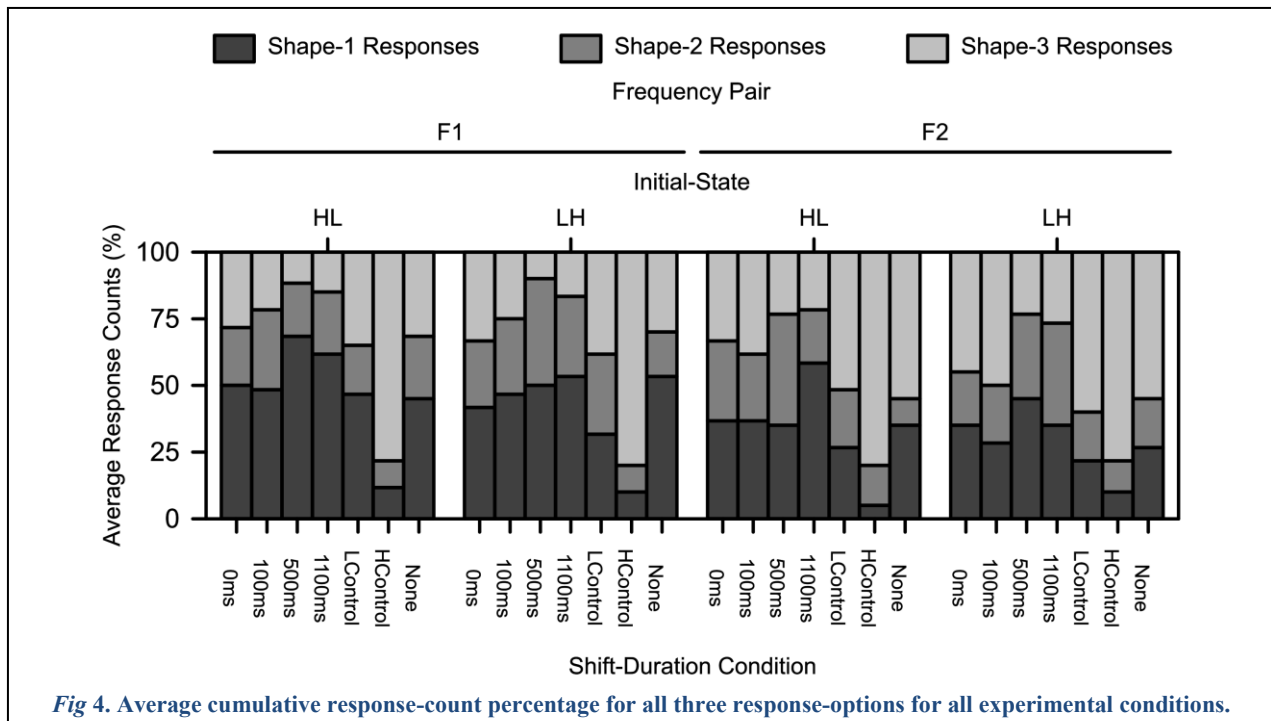 Shape-1 Responses Shape-2 Responses Shape-3 Responses
Frequency Pair
F1 F2
Initial-State
HL LH HL LH
Average Response Counts (%)
100
75
50
25
0
0ms 100ms 500ms 1100ms LControl HControl None 0ms 100ms 500ms 1100ms LControl HControl None 0ms 100ms 500ms 1100ms LControl HControl None 0ms 100ms 500ms 1100ms LControl HControl None
Shift-Duration Condition
Fig 4. Average cumulative response-count percentage for all three response-options for all experimental conditions.